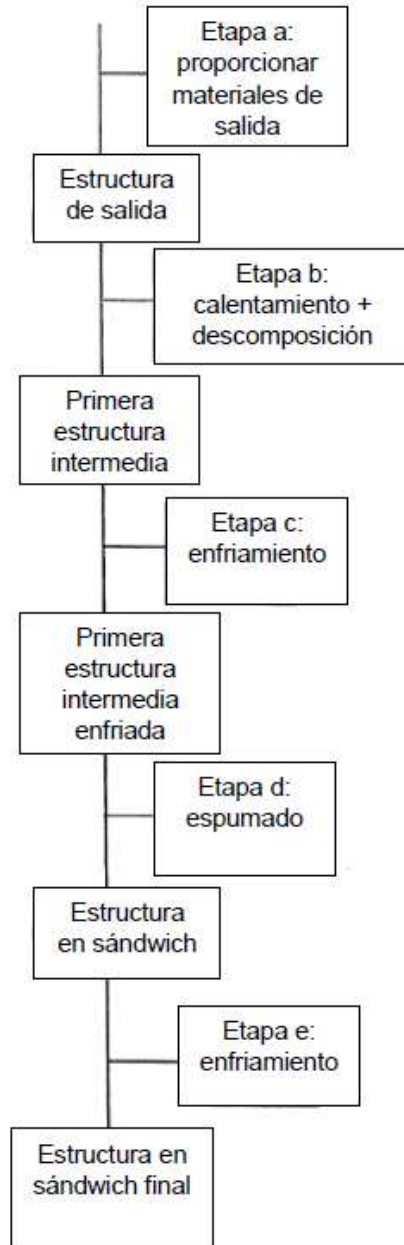 Etapa a:
proporcionar
materiales de
salida
Estructura
de salida
Etapa b:
calentamiento +
descomposición
Primera
estructura
intermedia
Etapa c:
enfriamiento
Primera
estructura
intermedia
enfriada
Etapa d:
espumado
Estructura
en sándwich
Etapa e:
enfriamiento
Estructura en
sándwich final